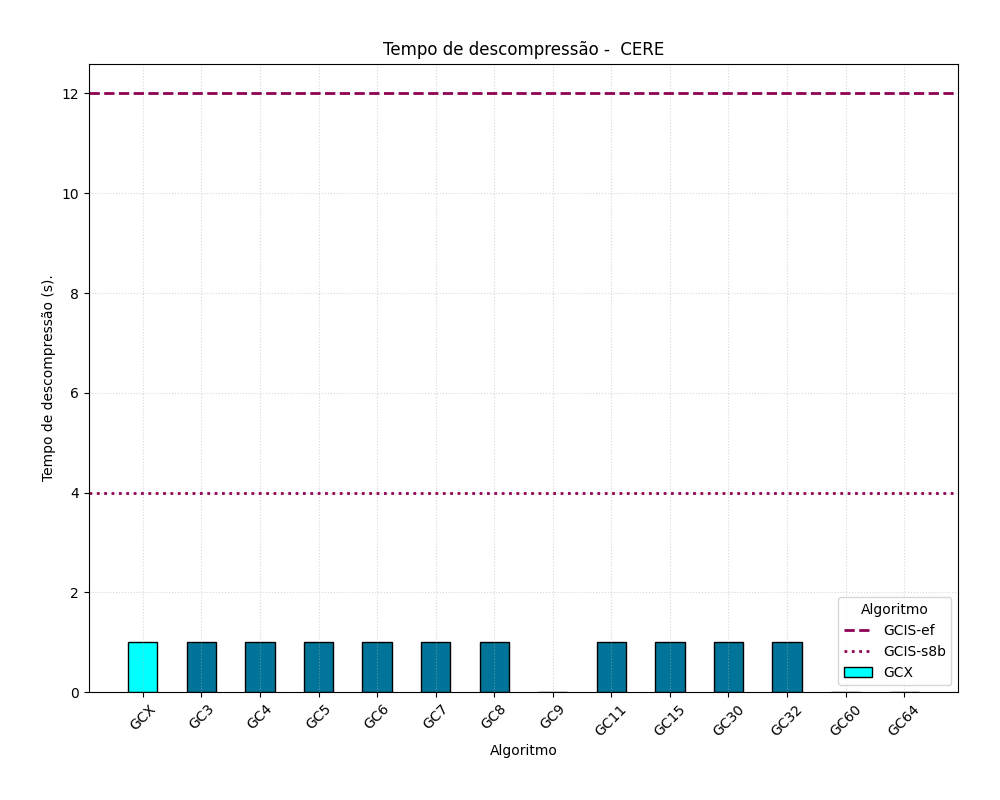 Tempo de descompressão -  CERE
Tempo de descompressão (s).
12
10
8
6
4
2
0
Algoritmo
GCIS-ef
GCIS-s8b
GCX
GCX
GC3
GC4
GC5
GC6
GC7
GC8
GC9
GC11
GC15
GC30
GC32
GC60
GC64
Algoritmo